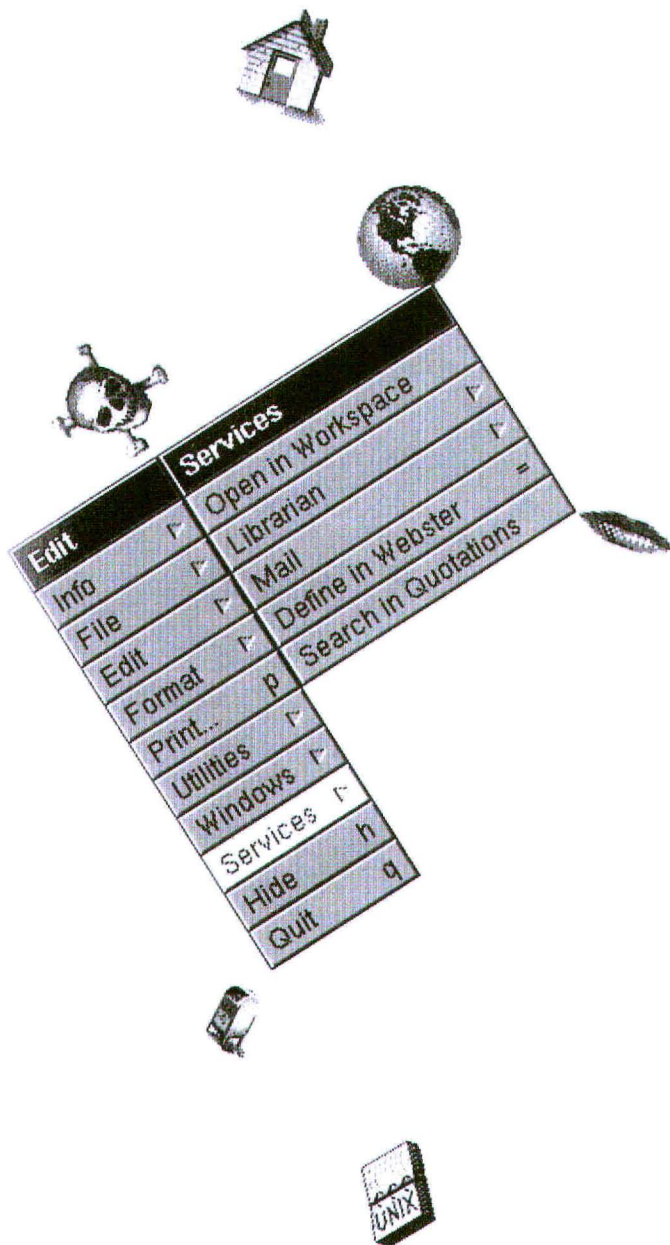 Edit
Info
File
Edit
Format
Print... p
Utilities
Windows
Services
Hide h
Quit q
Services
Open in Workspace
Librarian
Mail
Define in Webster =
Search in Quotations
UNIX